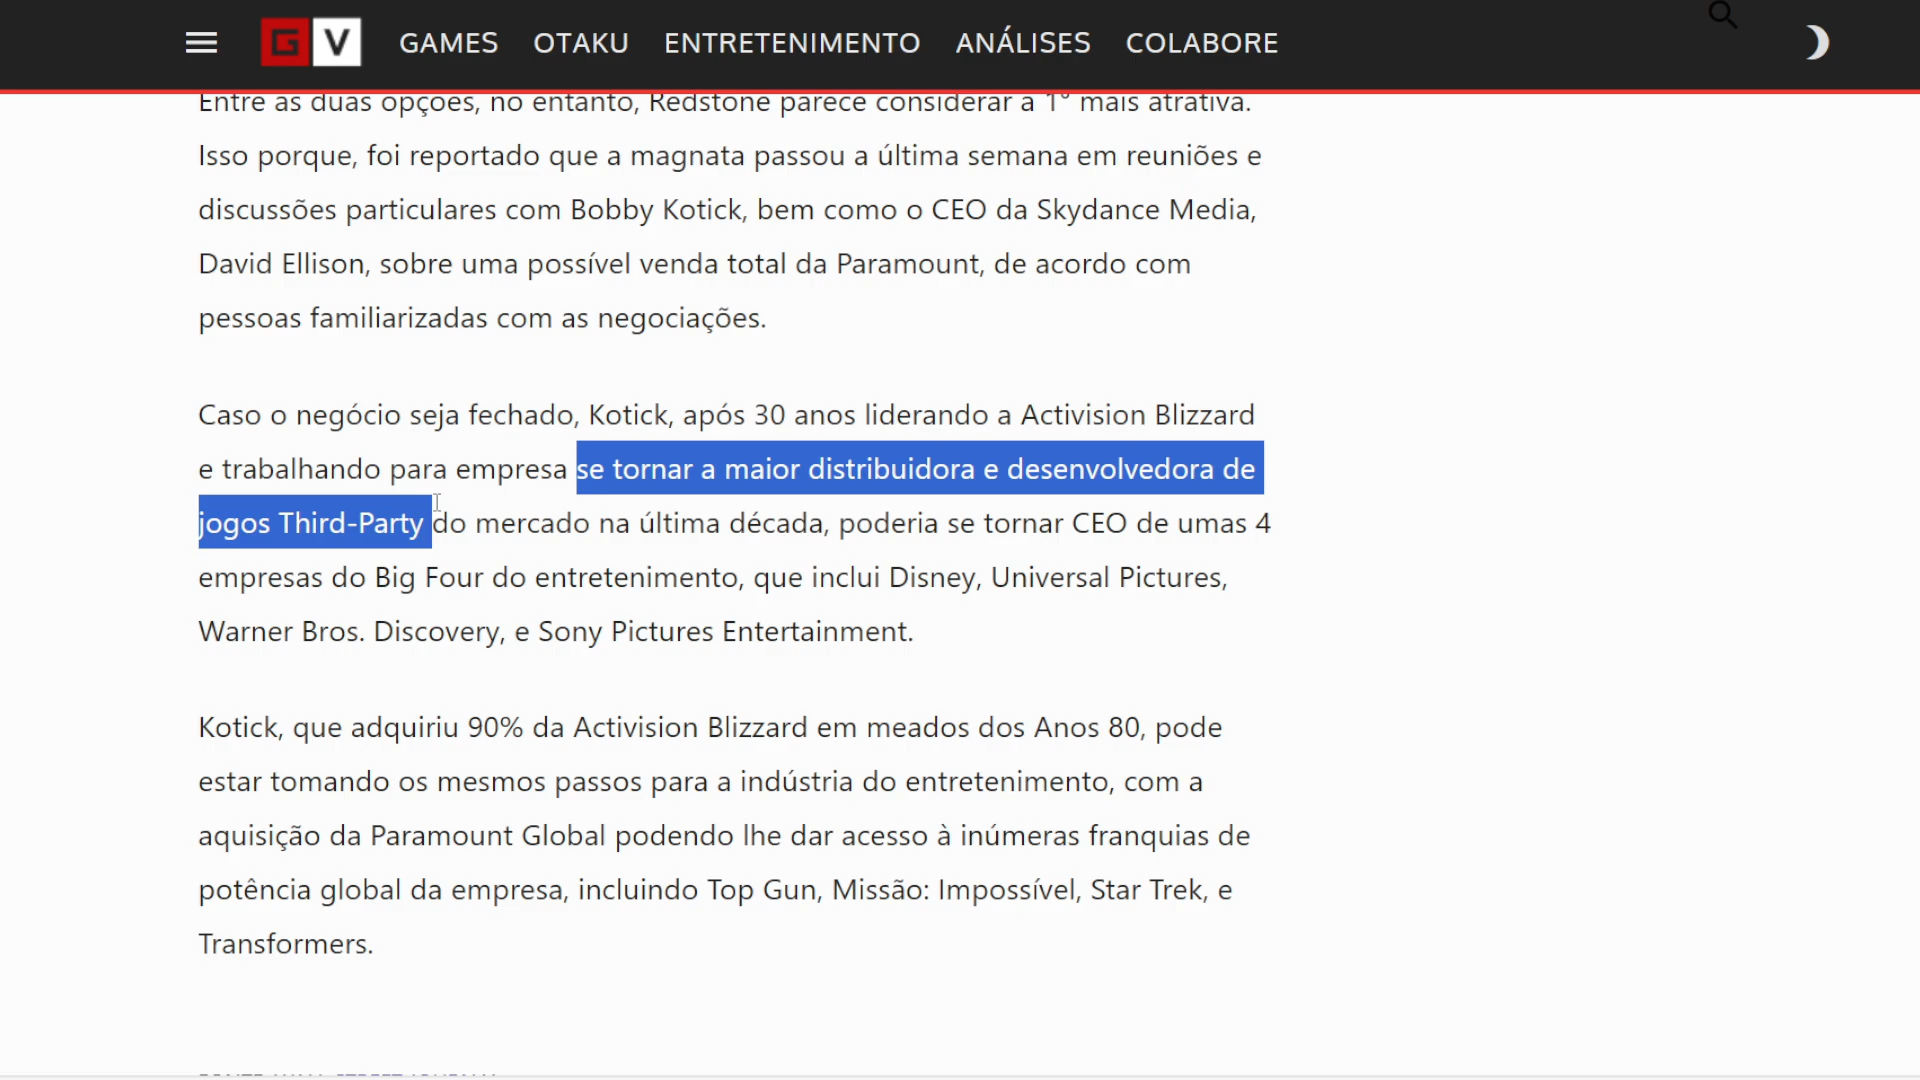 G V GAMES OTAKU ENTRETENIMENTO ANÁLISES COLABORE
Entre as duas opções, no entanto, Redstone parece considerar a 1° mais atrativa.
Isso porque, foi reportado que a magnata passou a última semana em reuniões e
discussões particulares com Bobby Kotick, bem como o CEO da Skydance Media,
David Ellison, sobre uma possível venda total da Paramount, de acordo com
pessoas familiarizadas com as negociações.
Caso o negócio seja fechado, Kotick, após 30 anos liderando a Activision Blizzard
e trabalhando para empresa se tornar a maior distribuidora e desenvolvedora de
jogos Third-Party do mercado na última década, poderia se tornar CEO de umas 4
empresas do Big Four do entretenimento, que inclui Disney, Universal Pictures,
Warner Bros. Discovery, e Sony Pictures Entertainment.
Kotick, que adquiriu 90% da Activision Blizzard em meados dos Anos 80, pode
estar tomando os mesmos passos para a indústria do entretenimento, com a
aquisição da Paramount Global podendo lhe dar acesso à inúmeras franquias de
potência global da empresa, incluindo Top Gun, Missão: Impossível, Star Trek, e
Transformers.